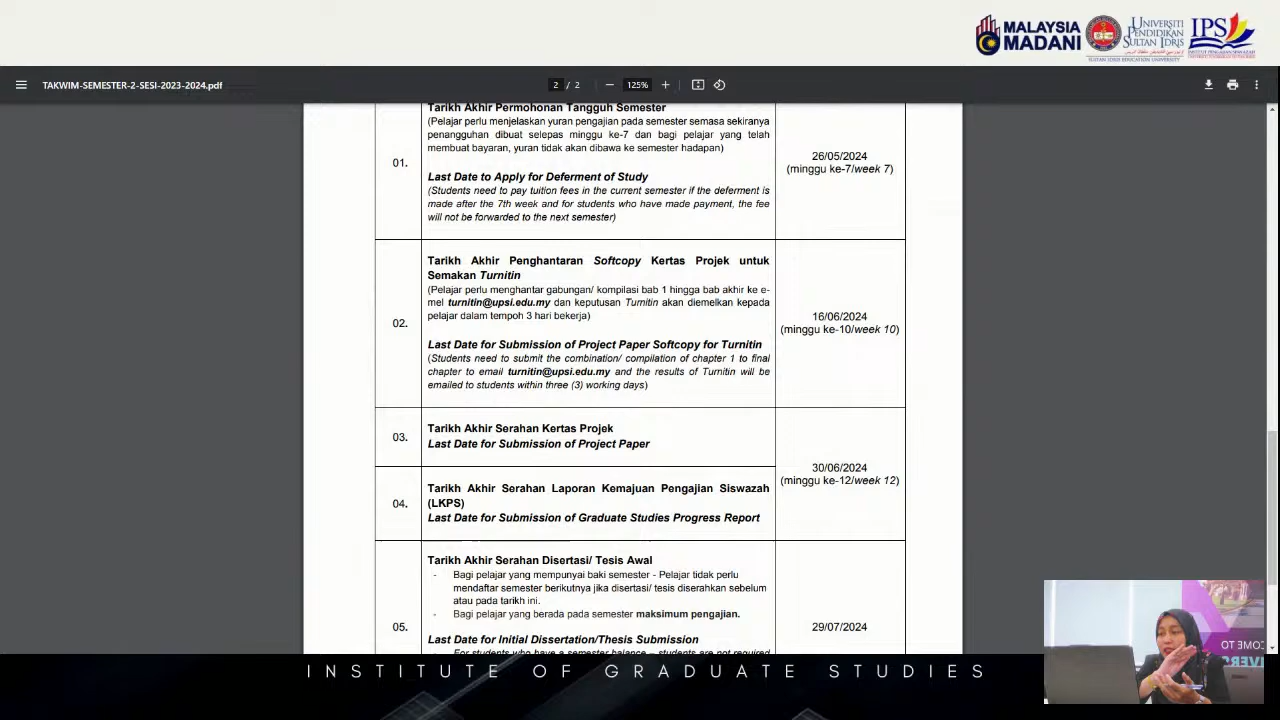 MALAYSIA
MADANI
UNIVERSITI
PENDIDIKAN
SULTAN IDRIS
SULTAN IDRIS EDUCATION UNIVERSITY
IPS
TAKWIM-SEMESTER-2-SESI-2023-2024.pdf
2 / 2
125%
Tarikh Akhir Permohonan Tangguh Semester
(Pelajar perlu menjelaskan yuran pengajian pada semester semasa sekiranya
penangguhan dibuat selepas minggu ke-7 dan bagi pelajar yang telah
membuat bayaran, yuran tidak akan dibawa ke semester hadapan)
01.
26/05/2024
(minggu ke-7/week 7)
Last Date to Apply for Deferment of Study
(Students need to pay tuition fees in the current semester if the deferment is
made after the 7th week and for students who have made payment, the fee
will not be forwarded to the next semester)
Tarikh Akhir Penghantaran Softcopy Kertas Projek untuk
Semakan Turnitin
(Pelajar perlu menghantar gabungan/ kompilasi bab 1 hingga bab akhir ke e-
mel turnitin@upsi.edu.my dan keputusan Turnitin akan diemelkan kepada
pelajar dalam tempoh 3 hari bekerja)
02.
16/06/2024
(minggu ke-10/week 10)
Last Date for Submission of Project Paper Softcopy for Turnitin
(Students need to submit the combination/ compilation of chapter 1 to final
chapter to email turnitin@upsi.edu.my and the results of Turnitin will be
emailed to students within three (3) working days)
03.
Tarikh Akhir Serahan Kertas Projek
Last Date for Submission of Project Paper
30/06/2024
(minggu ke-12/week 12)
04.
Tarikh Akhir Serahan Laporan Kemajuan Pengajian Siswazah
(LKPS)
Last Date for Submission of Graduate Studies Progress Report
Tarikh Akhir Serahan Disertasi/ Tesis Awal
- Bagi pelajar yang mempunyai baki semester - Pelajar tidak perlu
mendaftar semester berikutnya jika disertasi/ tesis diserahkan sebelum
atau pada tarikh ini.
- Bagi pelajar yang berada pada semester maksimum pengajian.
05.
29/07/2024
Last Date for Initial Dissertation/Thesis Submission
- For students who have a semester balance – students are not required
INSTITUTE OF GRADUATE STUDIES